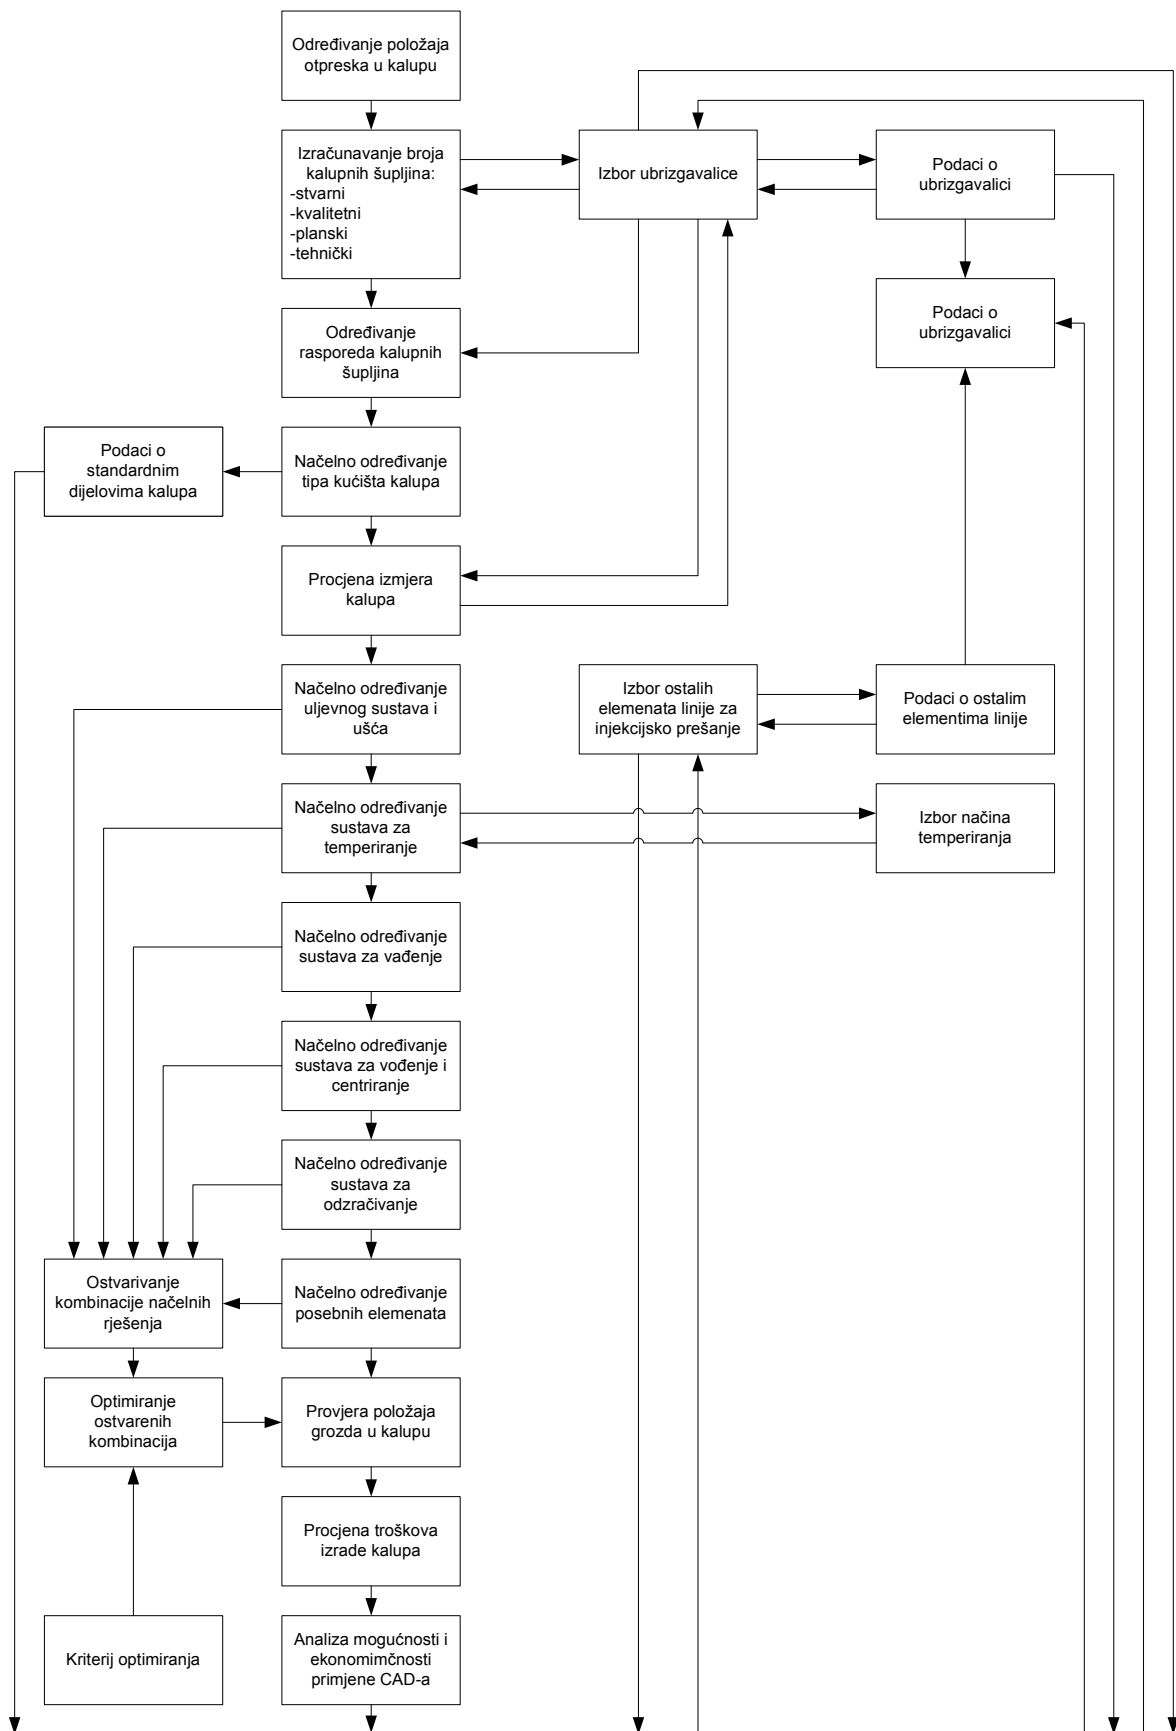 Određivanje položaja
otpreska u kalupu
Izračunavanje broja
kalupnih šupljina:
-stvarni
-kvalitetni
-planski
-tehnički
Izbor ubrizgavalice
Podaci o
ubrizgavalici
Podaci o
ubrizgavalici
Određivanje
rasporeda kalupnih
šupljina
Podaci o
standardnim
dijelovima kalupa
Načelno određivanje
tipa kućišta kalupa
Procjena izmjera
kalupa
Načelno određivanje
uljevnog sustava i
ušća
Izbor ostalih
elemenata linije za
injekcijsko prešanje
Podaci o ostalim
elementima linije
Načelno određivanje
sustava za
temperiranje
Izbor načina
temperiranja
Načelno određivanje
sustava za vađenje
Načelno određivanje
sustava za vođenje i
centriranje
Načelno određivanje
sustava za
odzračivanje
Ostvarivanje
kombinacije načelnih
rješenja
Načelno određivanje
posebnih elemenata
Optimiranje
ostvarenih
kombinacija
Provjera položaja
grozda u kalupu
Procjena troškova
izrade kalupa
Kriterij optimiranja
Analiza mogućnosti i
ekonomimčnosti
primjene CAD-a